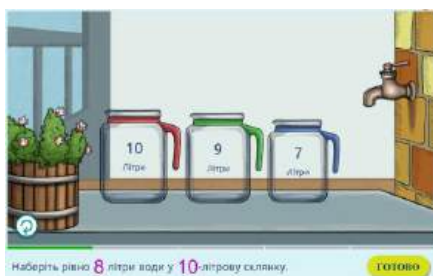 10
Літри
9
Літри
7
Літри
Наберіть рівно 8 літри води у 10-літрову склянку.
ГОТОВО